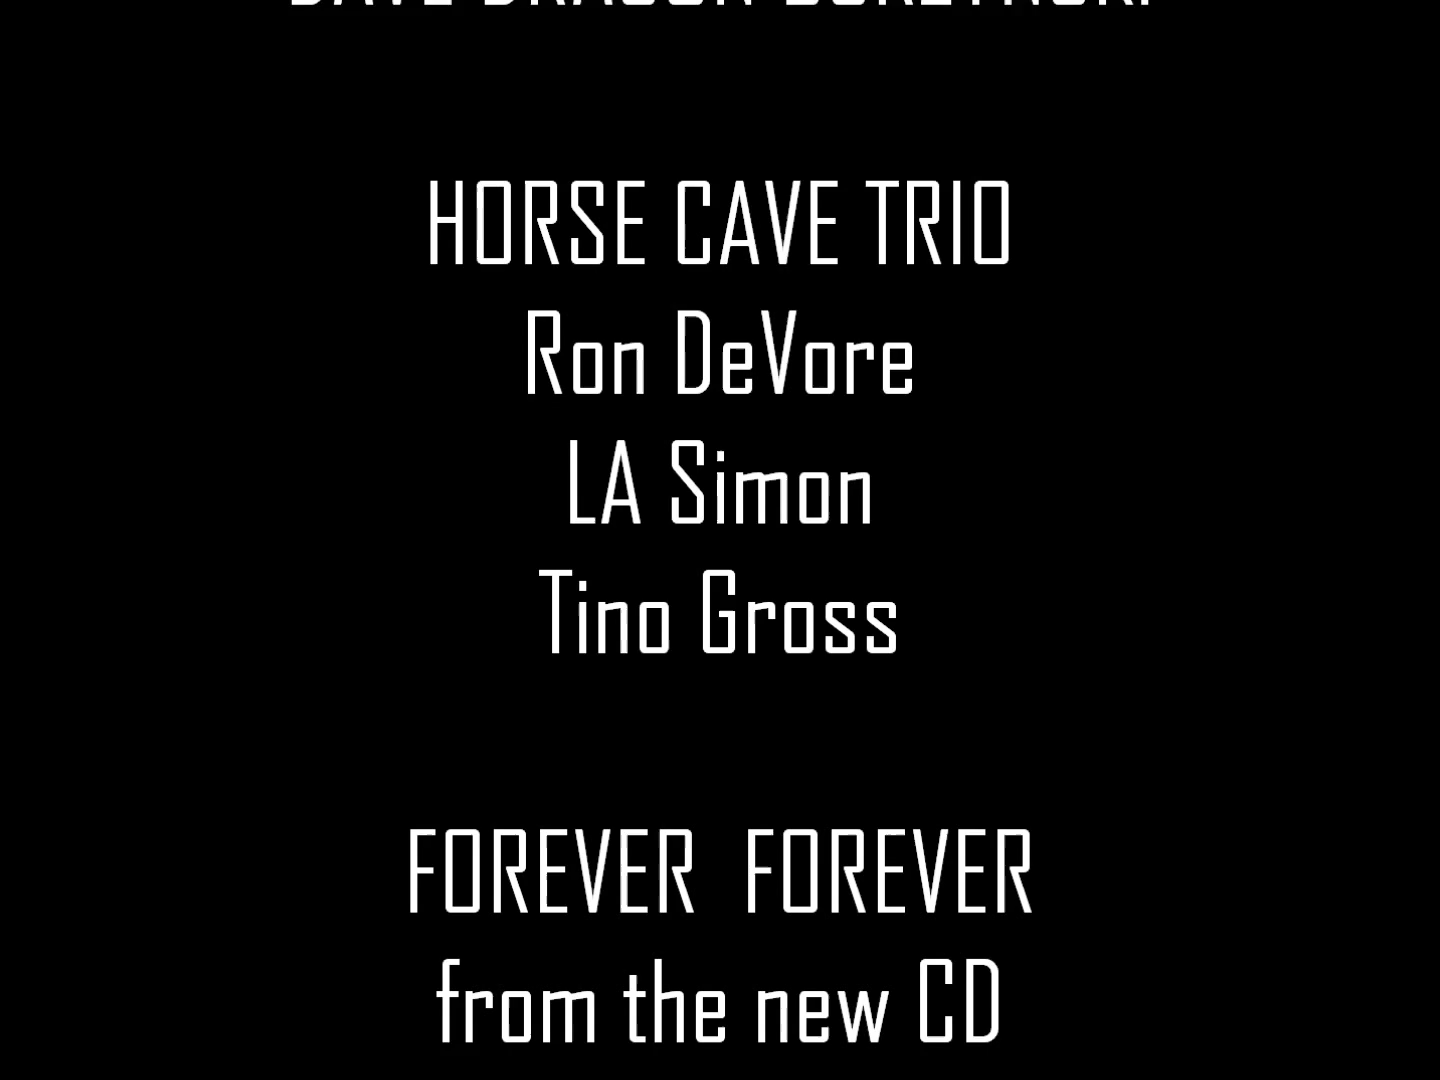 HORSE CAVE TRIO
Ron DeVore
LA Simon
Tino Gross
FOREVER  FOREVER
from the new CD